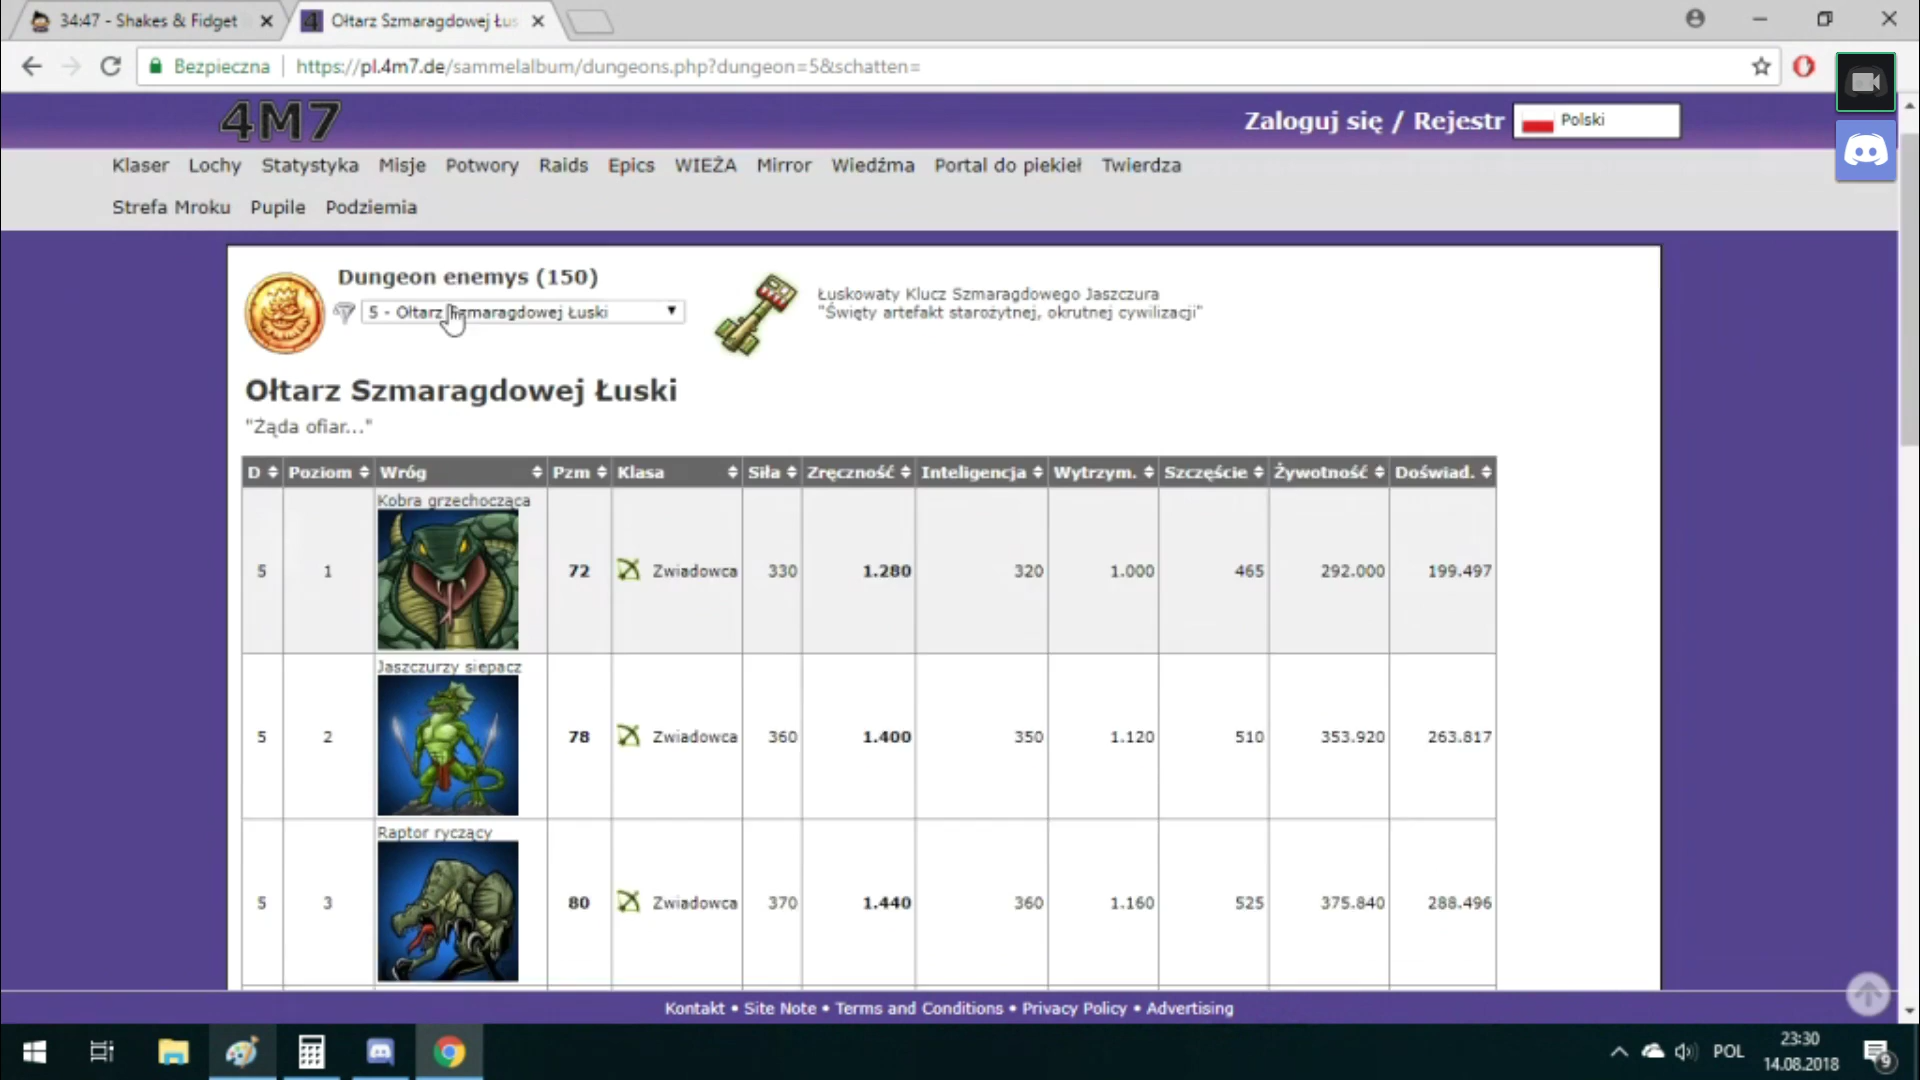 34:47 - Shakes & Fidget
Ołtarz Szmaragdowej Łus
Bezpieczna
https://pl.4m7.de/sammelalbum/dungeons.php?dungeon=5&schatten=
4M7
Zaloguj się / Rejestr
Polski
Klaser Lochy Statystyka Misje Potwory Raids Epics WIEŻA Mirror Wiedźma Portal do piekieł Twierdza
Strefa Mroku Pupile Podziemia
Dungeon enemys (150)
5 - Ołtarz Szmaragdowej Łuski
Łuskowaty Klucz Szmaragdowego Jaszczura
"Święty artefakt starożytnej, okrutnej cywilizacji"
Ołtarz Szmaragdowej Łuski
"Żąda ofiar..."
D Poziom Wróg Pzm Klasa Siła Zręczność Inteligencja Wytrzym. Szczęście Żywotność Doświad.
Kobra grzechocząca
5 1 72 Zwiadowca 330 1.280 320 1.000 465 292.000 199.497
Jaszczurzy siepacz
5 2 78 Zwiadowca 360 1.400 350 1.120 510 353.920 263.817
Raptor ryczący
5 3 80 Zwiadowca 370 1.440 360 1.160 525 375.840 288.496
Kontakt • Site Note • Terms and Conditions • Privacy Policy • Advertising
POL
23:30
14.08.2018
9